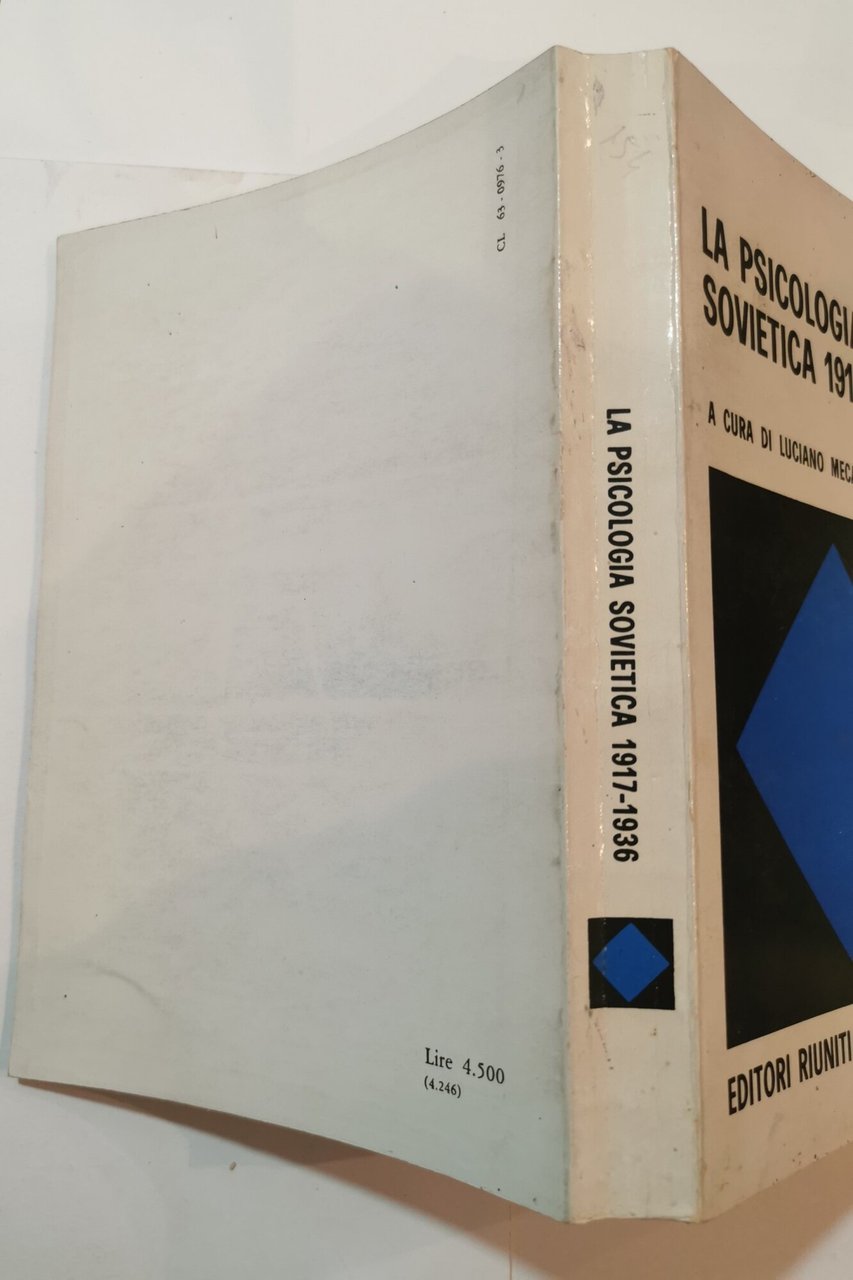 CL 63-0976-3
Lire 4.500
(4.246)
LA PSICOLOGIA SOVIETICA 1917-1936
LA PSICOLOGIA
SOVIETICA 191
A CURA DI LUCIANO MECA
EDITORI RIUNITI